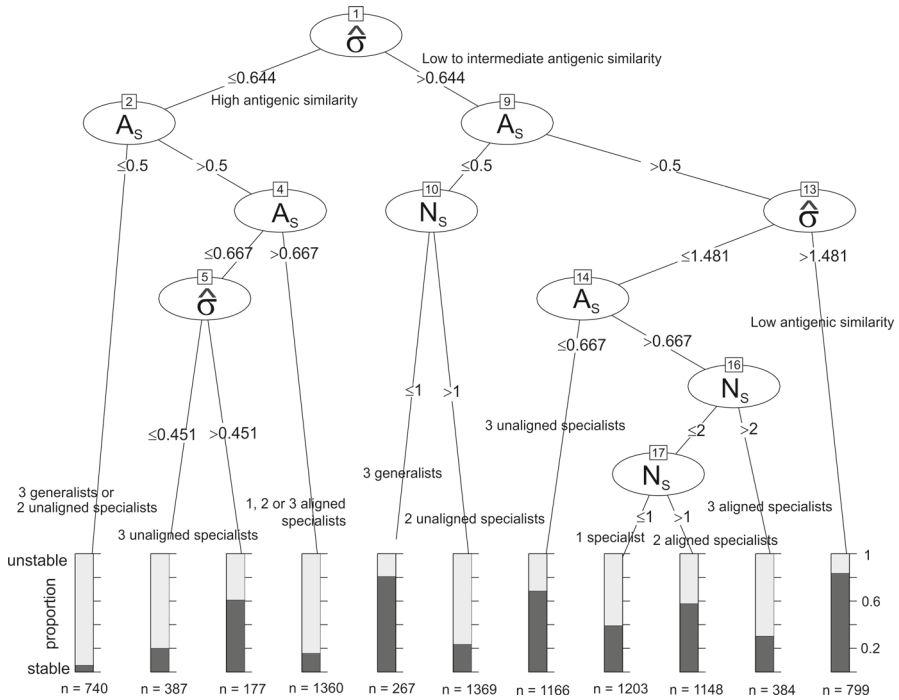 1
σ̂
Low to intermediate antigenic similarity
≤0.644
>0.644
High antigenic similarity
2
A_S
9
A_S
≤0.5
>0.5
≤0.5
>0.5
4
A_S
10
N_S
13
σ̂
≤0.667
>0.667
≤1.481
>1.481
5
σ̂
14
A_S
Low antigenic similarity
≤0.667
>0.667
16
N_S
≤1
>1
≤0.451
>0.451
3 unaligned specialists
≤2
>2
17
N_S
3 generalists
3 generalists or
2 unaligned specialists
1, 2 or 3 aligned
specialists
3 aligned specialists
≤1
>1
2 unaligned specialists
3 unaligned specialists
1 specialist
2 aligned specialists
unstable
1
proportion
0.6
0.2
stable
n = 740
n = 387
n = 177
n = 1360
n = 267
n = 1369
n = 1166
n = 1203
n = 1148
n = 384
n = 799